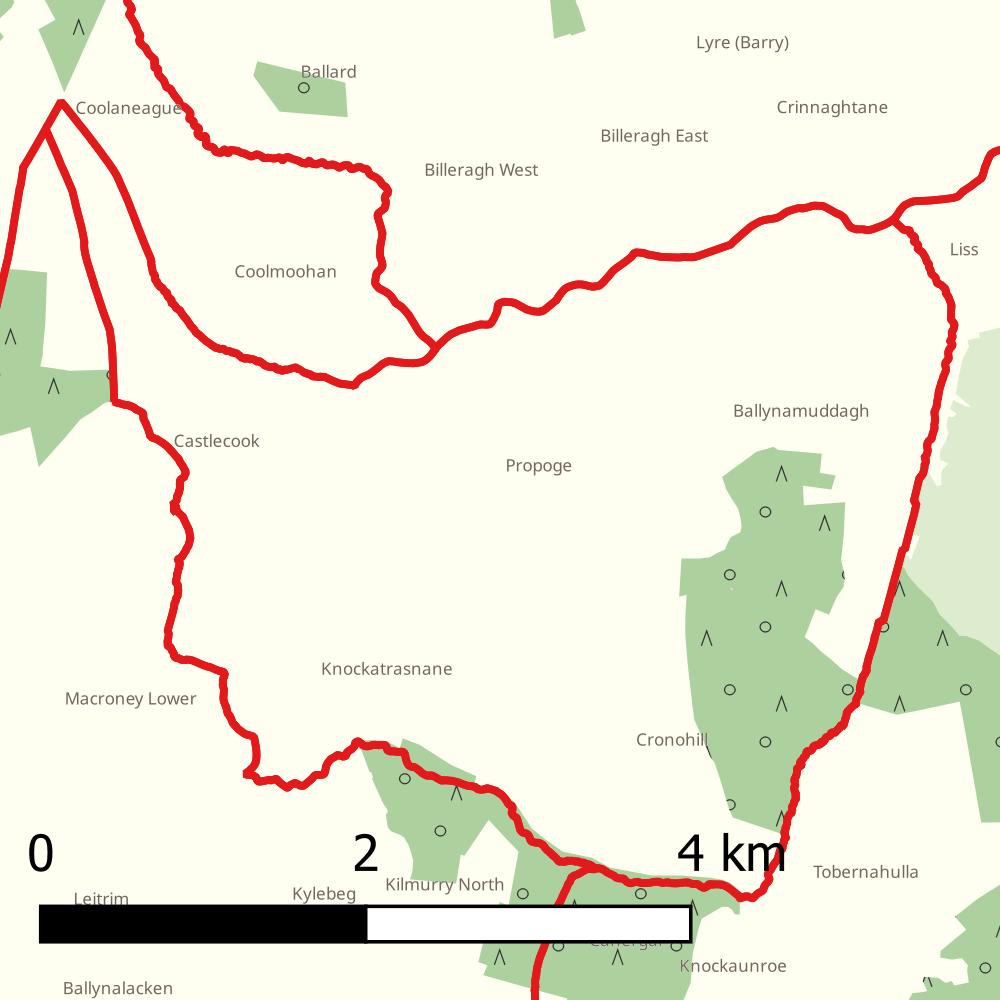 Lyre (Barry)
Ballard
Coolaneague
Crinnaghtane
Billeragh East
Billeragh West
Liss
Coolmoohan
Ballynamuddagh
Castlecook
Propoge
Knockatrasnane
Macroney Lower
Cronohill
0 2 4 km
Tobernahulla
Kilmurry North
Kylebeg
Leitrim
Knockaunroe
Ballynalacken